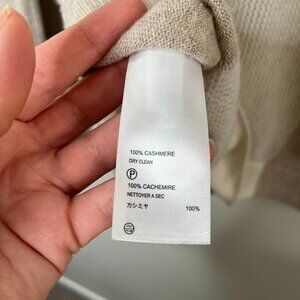 100% CASHMERE
DRY CLEAN
P
100% CACHEMIRE
NETTOYER A SEC
カシミヤ 100%